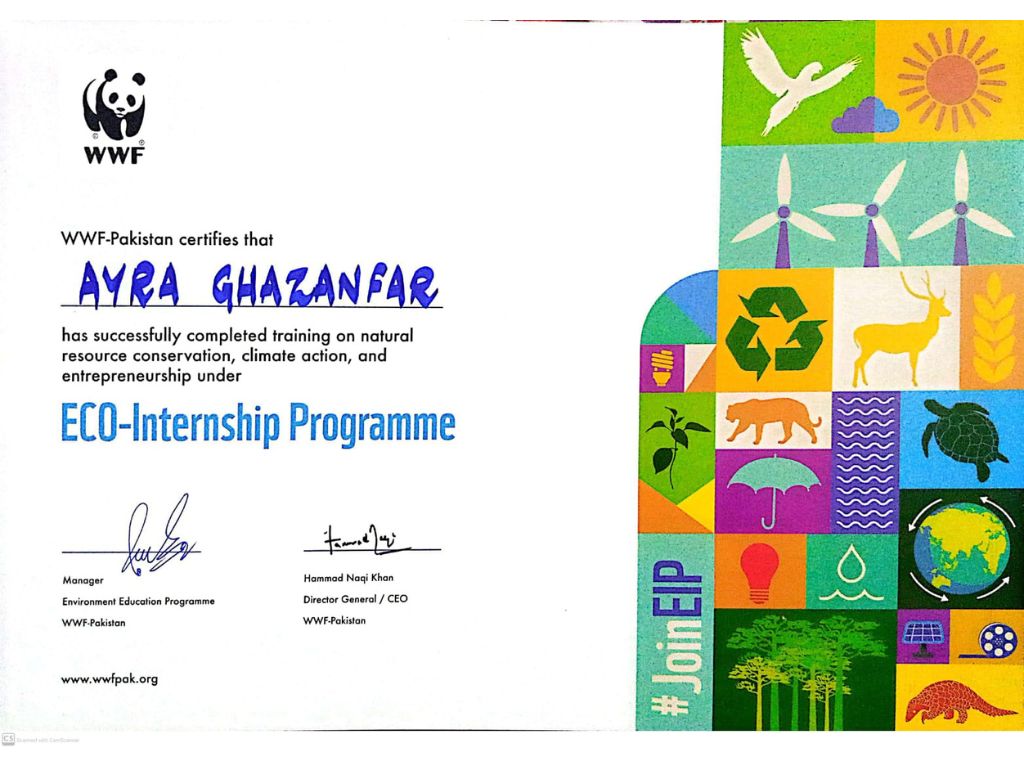 WWF
WWF-Pakistan certifies that
AYRA GHAZANFAR
has successfully completed training on natural
resource conservation, climate action, and
entrepreneurship under
ECO-Internship Programme
Hammad Naqi
Manager
Environment Education Programme
WWF-Pakistan
Hammad Naqi Khan
Director General / CEO
WWF-Pakistan
www.wwfpak.org
#JoinEIP
CS Scanned with CamScanner